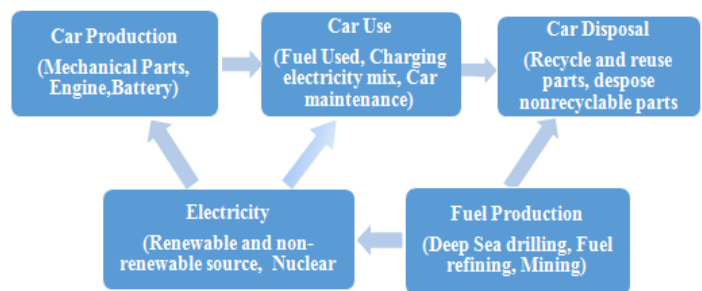 Car Production
(Mechanical Parts,
Engine,Battery)
Car Use
(Fuel Used, Charging
electricity mix, Car
maintenance)
Car Disposal
(Recycle and reuse
parts, despose
nonrecyclable parts
Electricity
(Renewable and non-
renewable source, Nuclear
Fuel Production
(Deep Sea drilling, Fuel
refining, Mining)